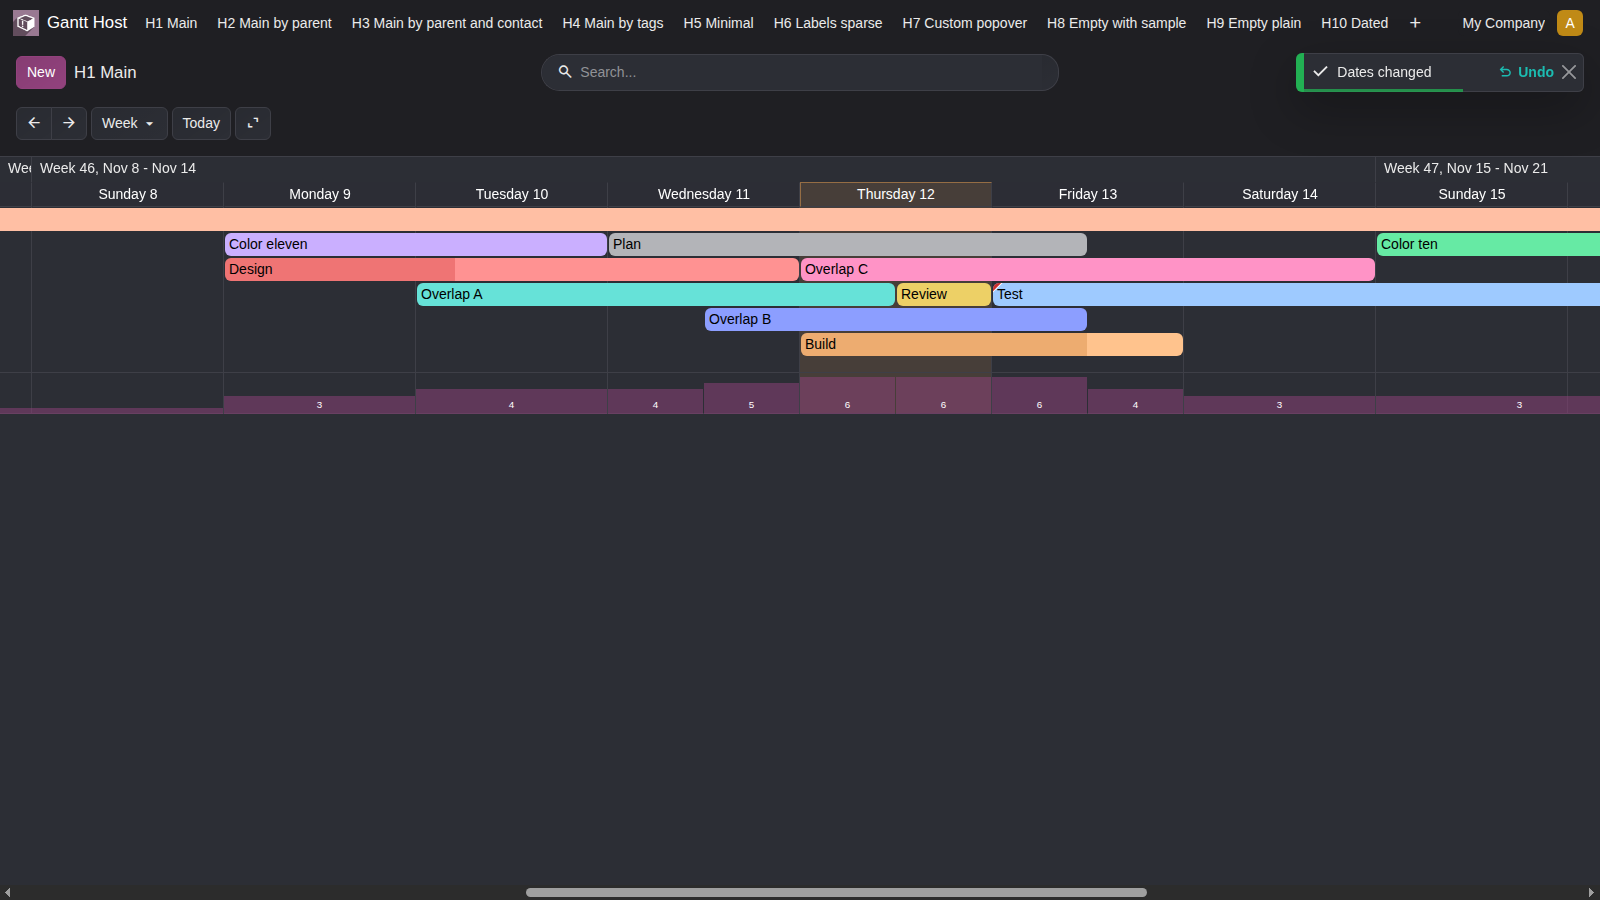 Gantt Host H1 Main H2 Main by parent H3 Main by parent and contact H4 Main by tags H5 Minimal H6 Labels sparse H7 Custom popover H8 Empty with sample H9 Empty plain H10 Dated + My Company A
New H1 Main Search... Dates changed Undo
Week Today
Week 46, Nov 8 - Nov 14 Week 47, Nov 15 - Nov 21
Sunday 8 Monday 9 Tuesday 10 Wednesday 11 Thursday 12 Friday 13 Saturday 14 Sunday 15
Color eleven Plan Color ten
Design Overlap C
Overlap A Review Test
Overlap B
Build
3 4 4 5 6 6 6 4 3 3